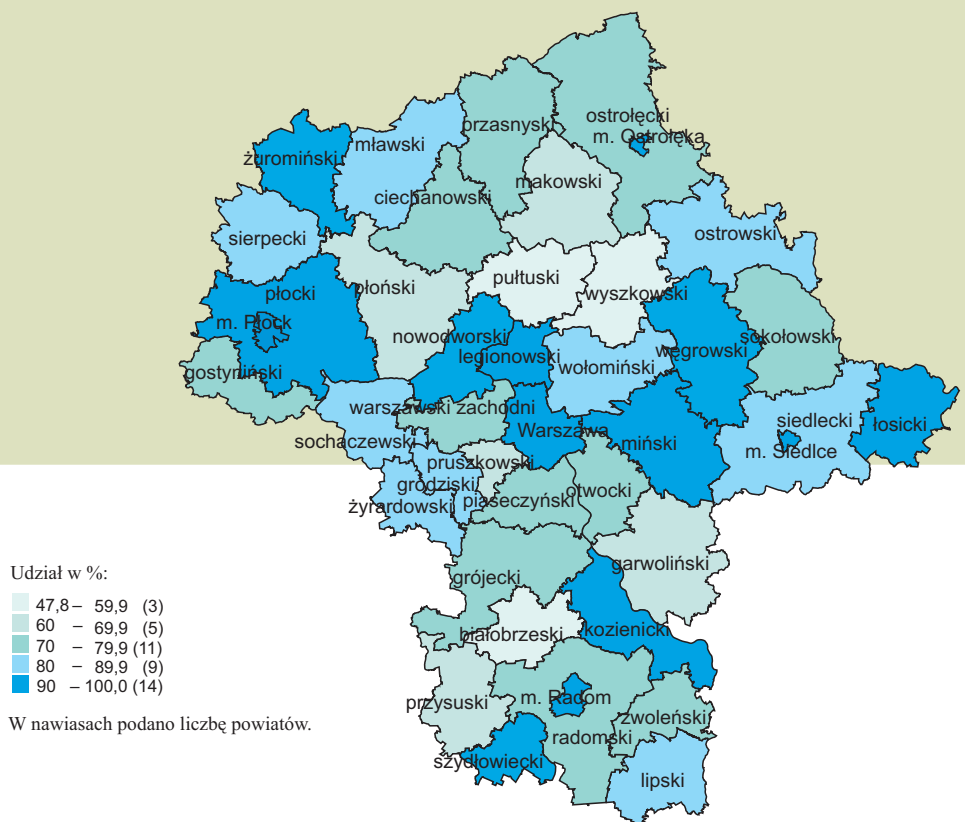 ostrołęcki
przasnyski
m. Ostrołęka
mławski
żuromiński
makowski
ciechanowski
sierpecki
ostrowski
pułtuski
płocki
płoński
wyszkowski
m. Płock
nowodworski
sokołowski
legionowski
węgrowski
wołomiński
gostyniński
warszawski zachodni
siedlecki
łosicki
Warszawa
sochaczewski
miński
m. Siedlce
pruszkowski
grodziski
otwocki
żyrardowski
piaseczyński
garwoliński
grójecki
białobrzeski
kozienicki
przysuski
m. Radom
zwoleński
radomski
szydłowiecki
lipski
Udział w %:
47,8 – 59,9 (3)
60 – 69,9 (5)
70 – 79,9 (11)
80 – 89,9 (9)
90 – 100,0 (14)
W nawiasach podano liczbę powiatów.